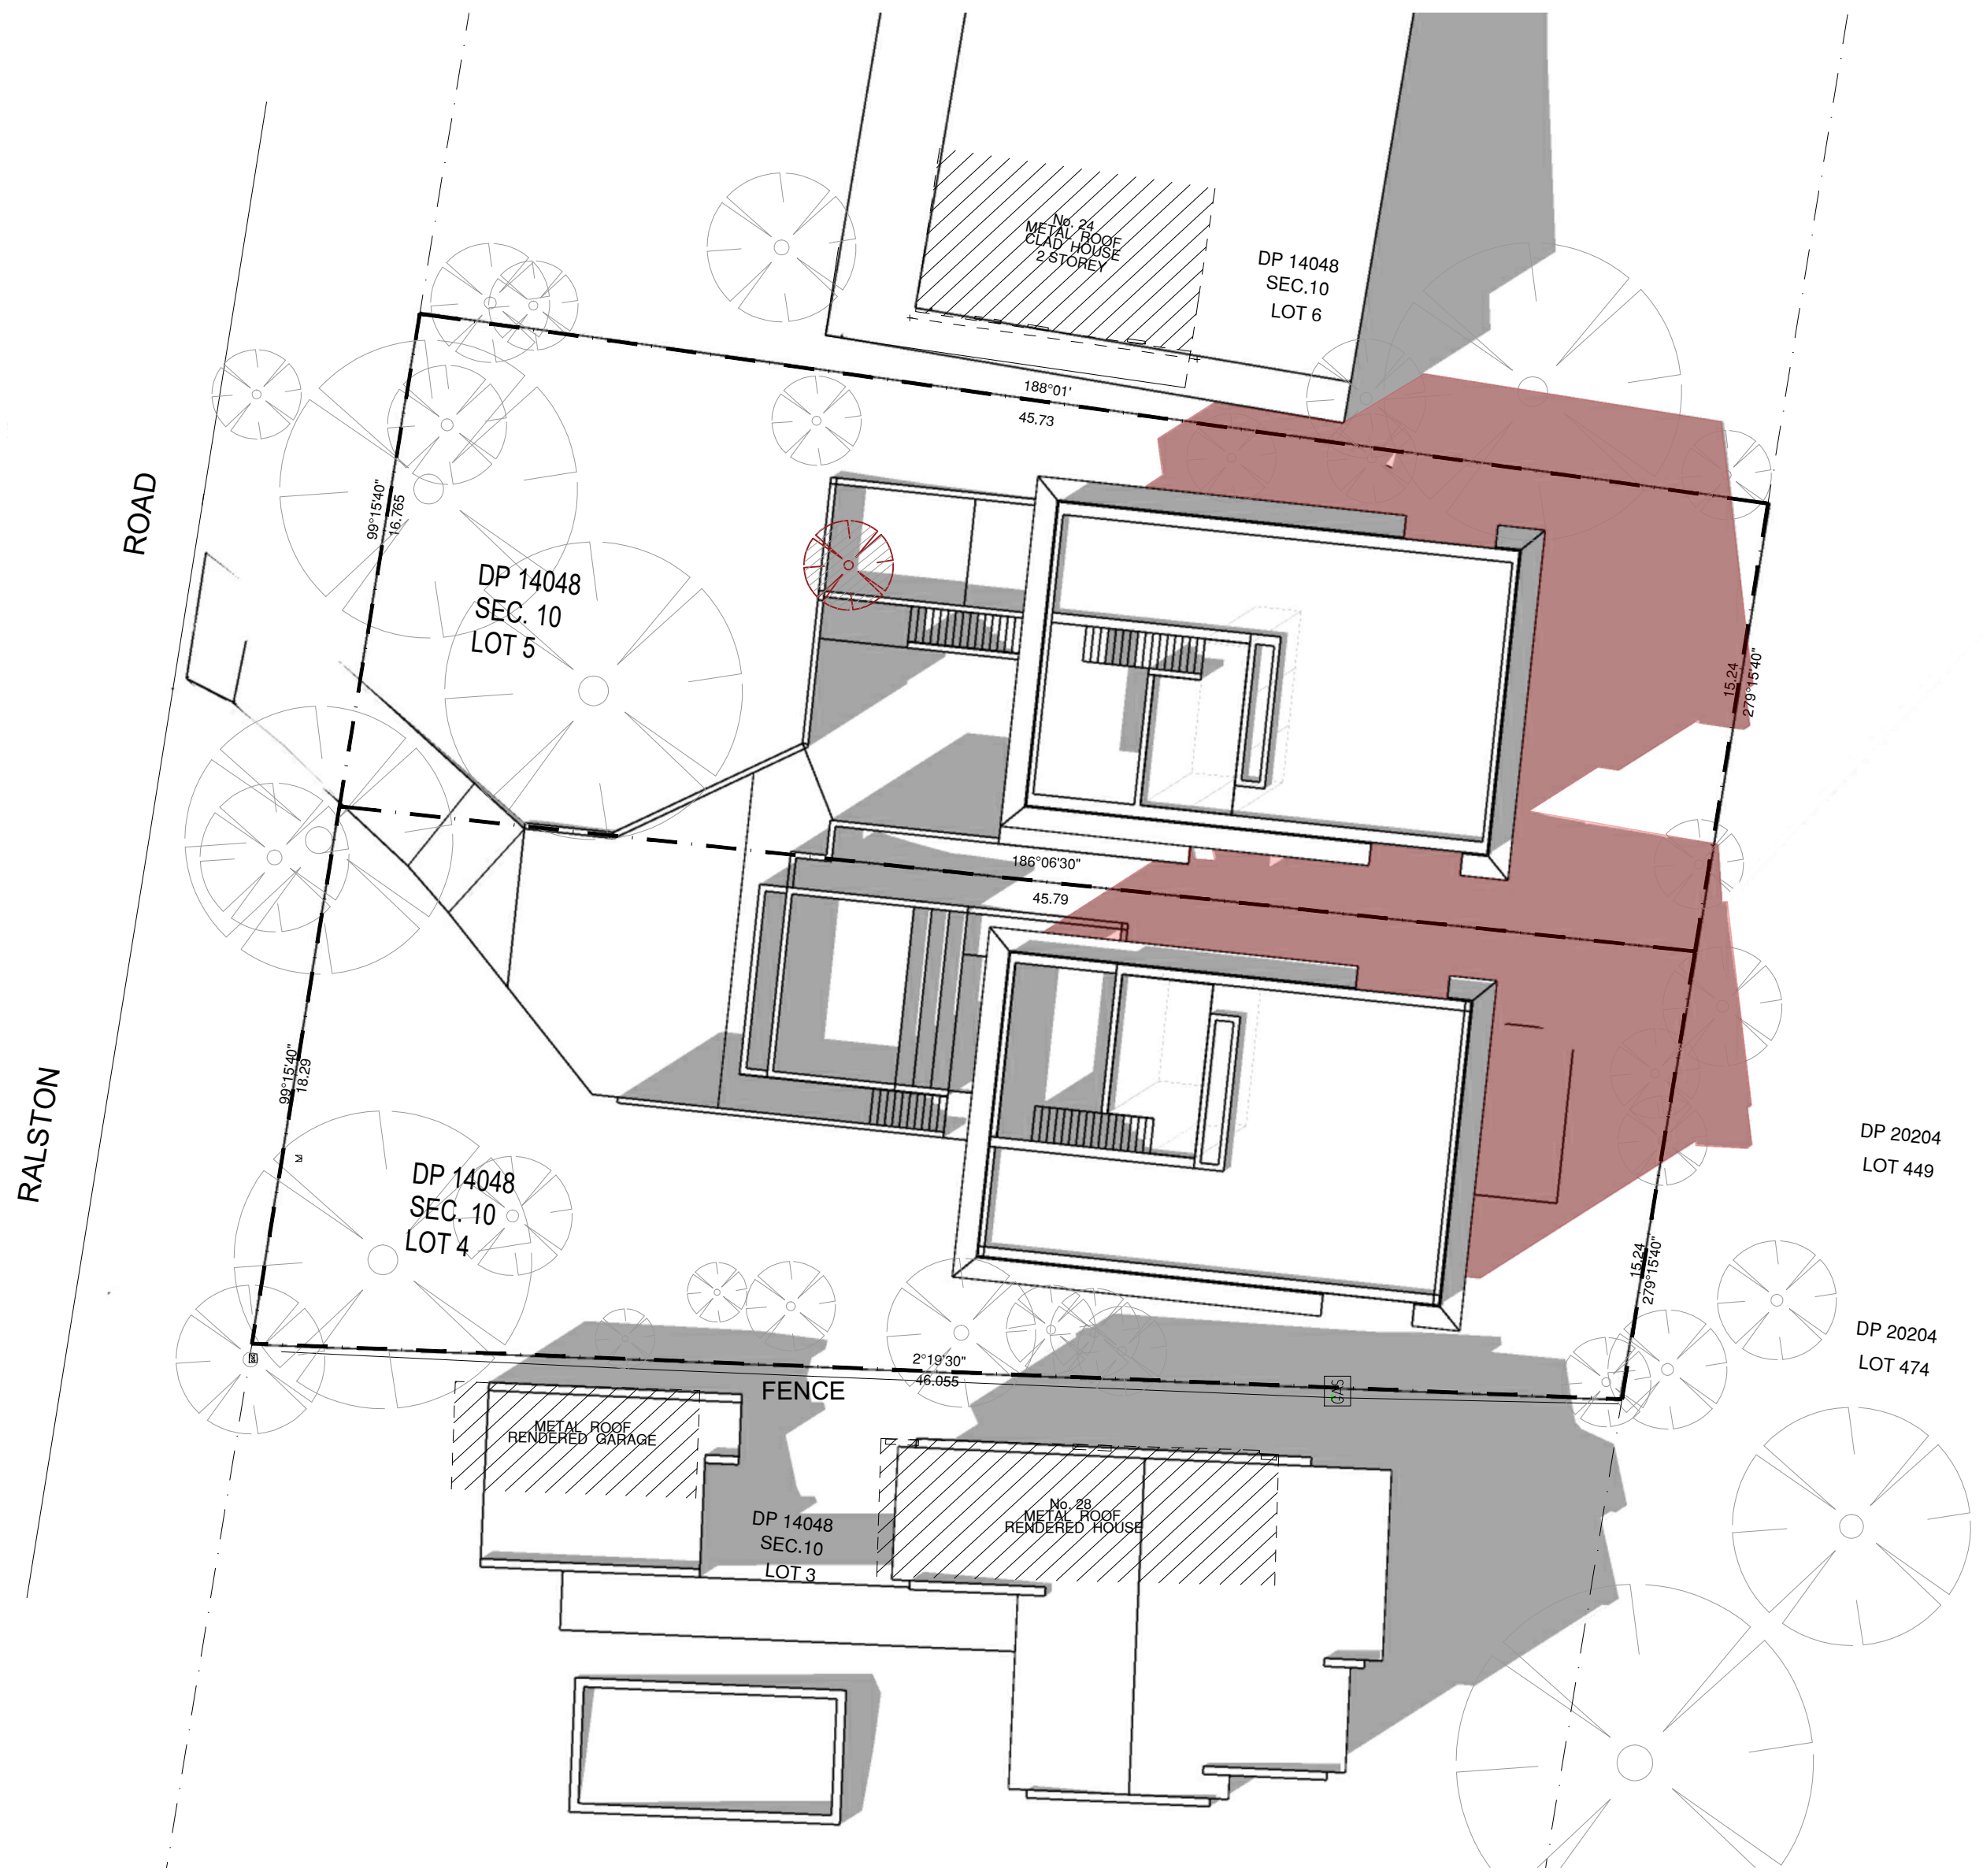 No. 24
METAL ROOF
CLAD HOUSE
2 STOREY
DP 14048
SEC.10
LOT 6
188°01'
45.73
99°15'40"
16.765
ROAD
DP 14048
SEC. 10
LOT 5
15.24
279°15'40"
186°06'30"
45.79
99°15'40"
18.29
RALSTON
DP 14048
SEC. 10
LOT 4
DP 20204
LOT 449
15.24
279°15'40"
DP 20204
LOT 474
2°19'30"
46.055
FENCE
GAS
METAL ROOF
RENDERED GARAGE
No. 28
METAL ROOF
RENDERED HOUSE
DP 14048
SEC.10
LOT 3